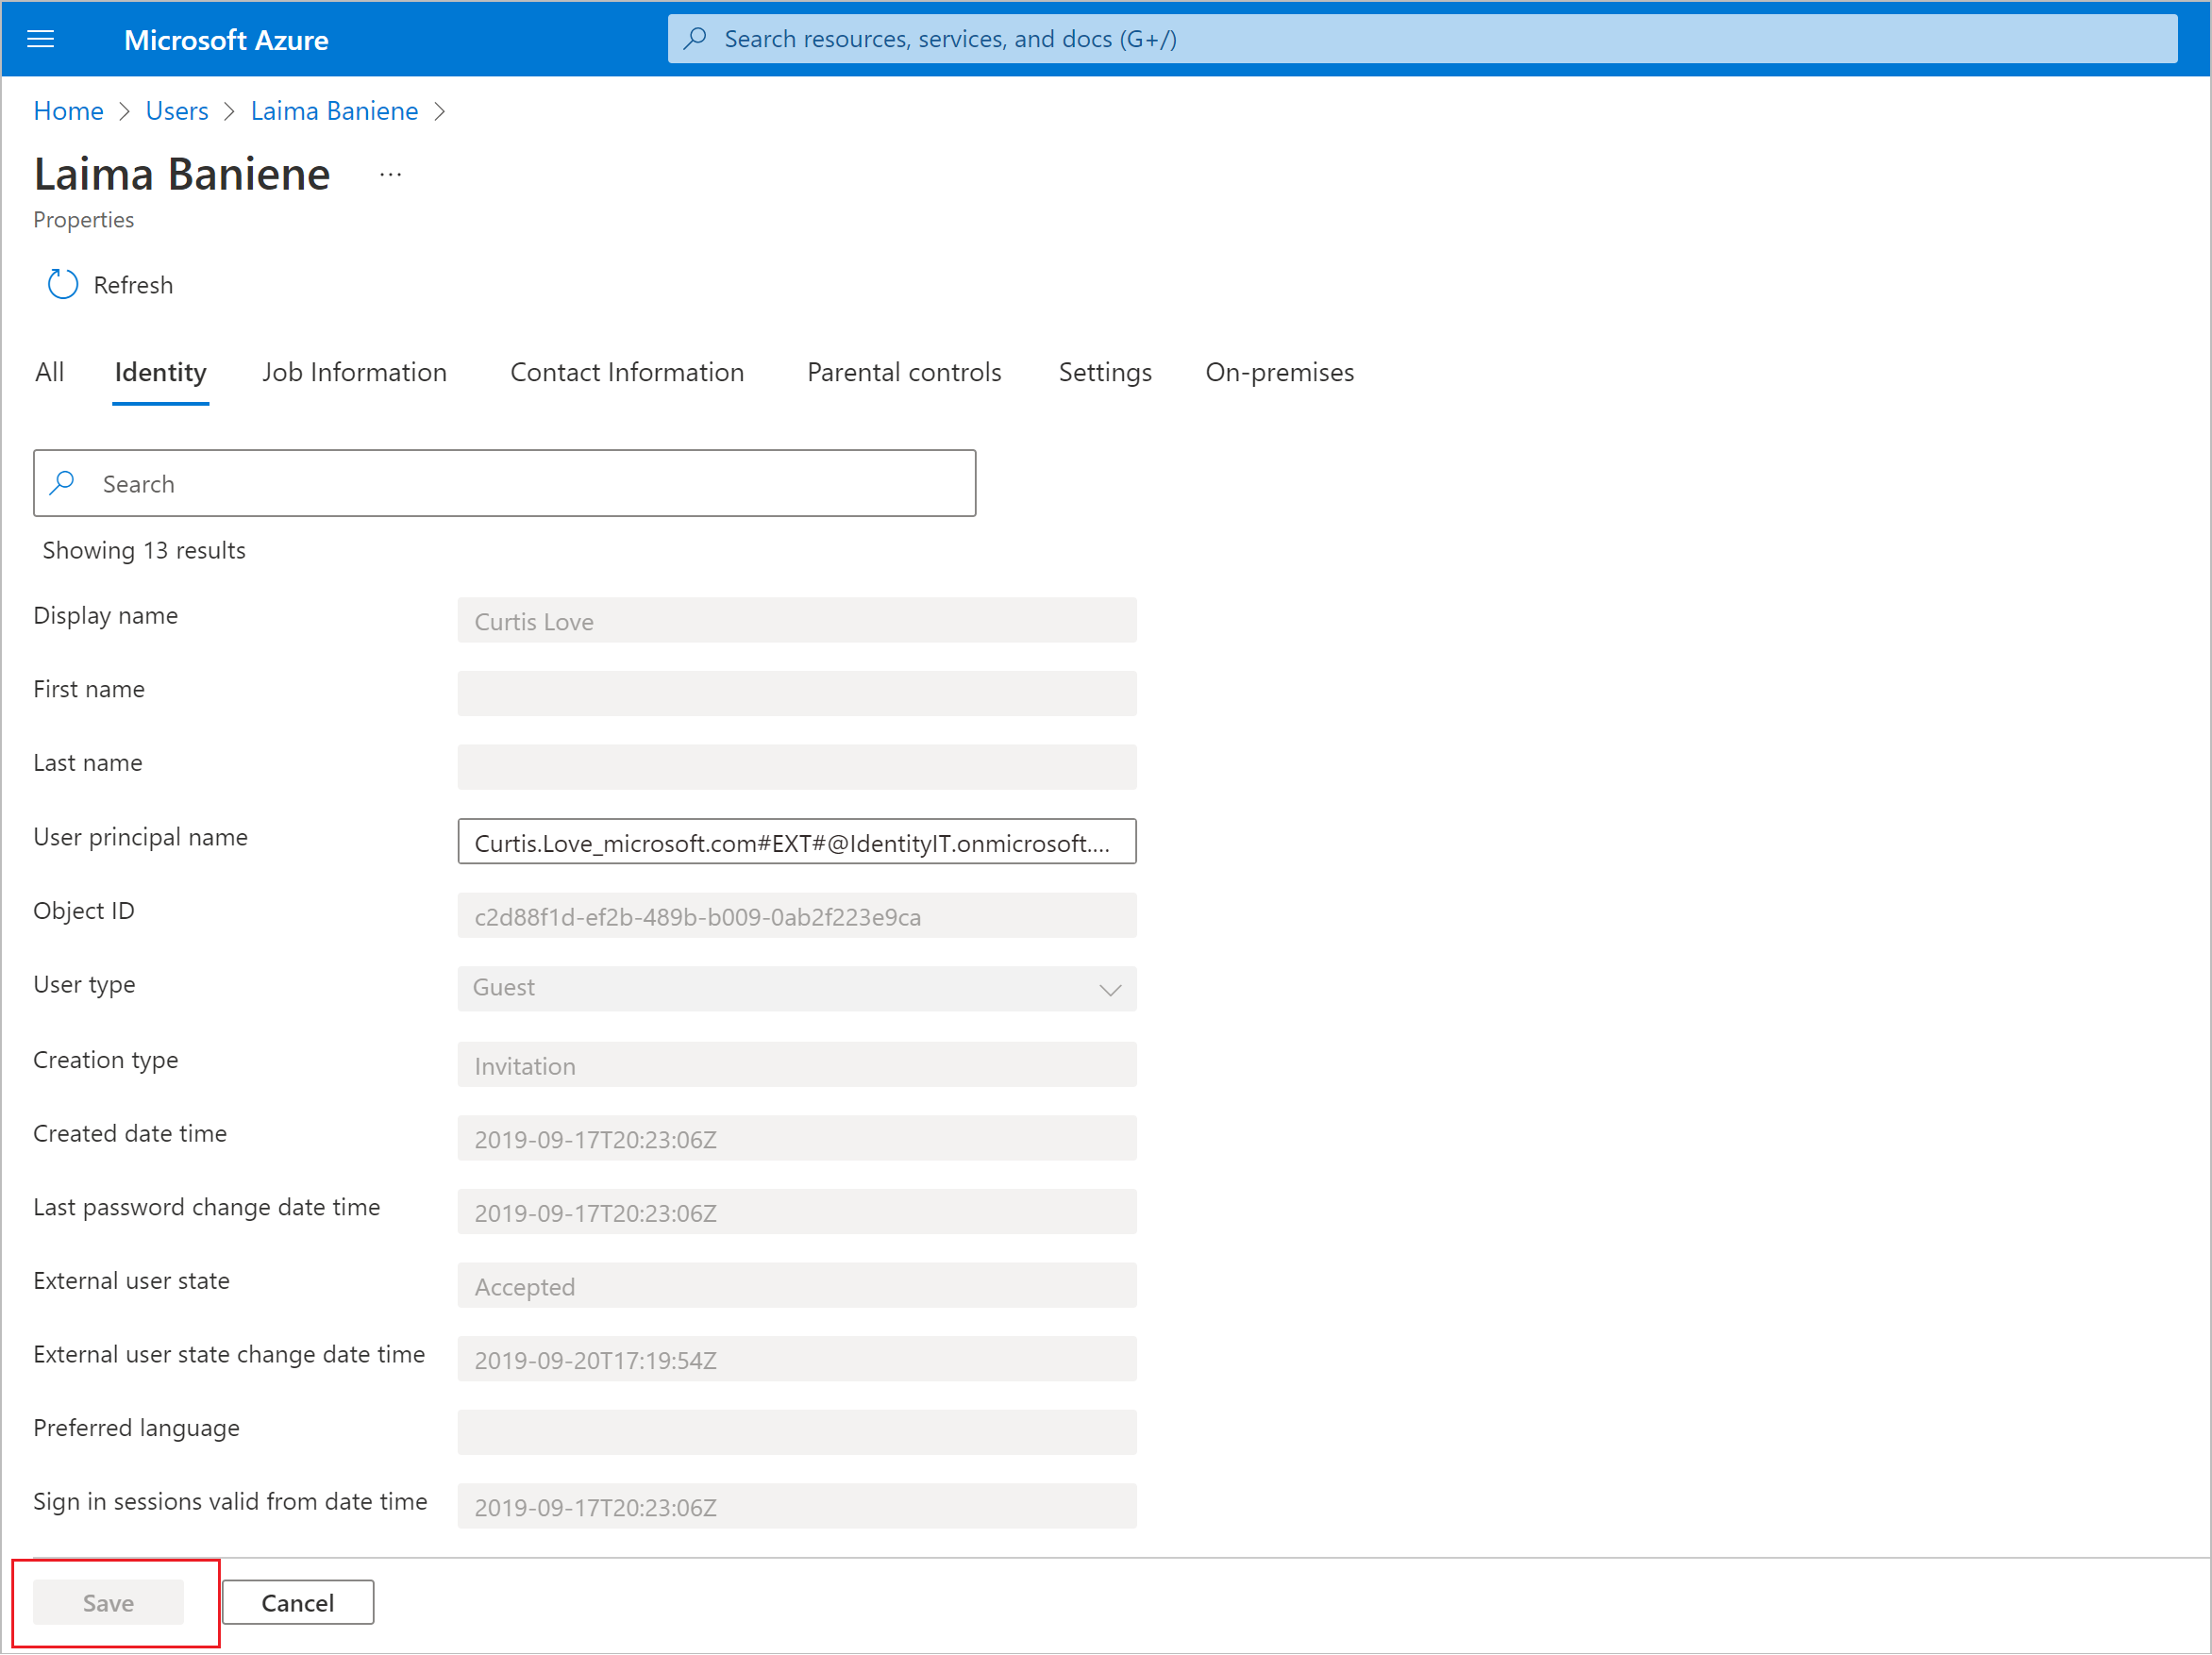 Microsoft Azure
Search resources, services, and docs (G+/)
Home > Users > Laima Baniene >
Laima Baniene ...
Properties
Refresh
All Identity Job Information Contact Information Parental controls Settings On-premises
Search
Showing 13 results
Display name Curtis Love
First name
Last name
User principal name Curtis.Love_microsoft.com#EXT#@IdentityIT.onmicrosoft....
Object ID c2d88f1d-ef2b-489b-b009-0ab2f223e9ca
User type Guest
Creation type Invitation
Created date time 2019-09-17T20:23:06Z
Last password change date time 2019-09-17T20:23:06Z
External user state Accepted
External user state change date time 2019-09-20T17:19:54Z
Preferred language
Sign in sessions valid from date time 2019-09-17T20:23:06Z
Save Cancel